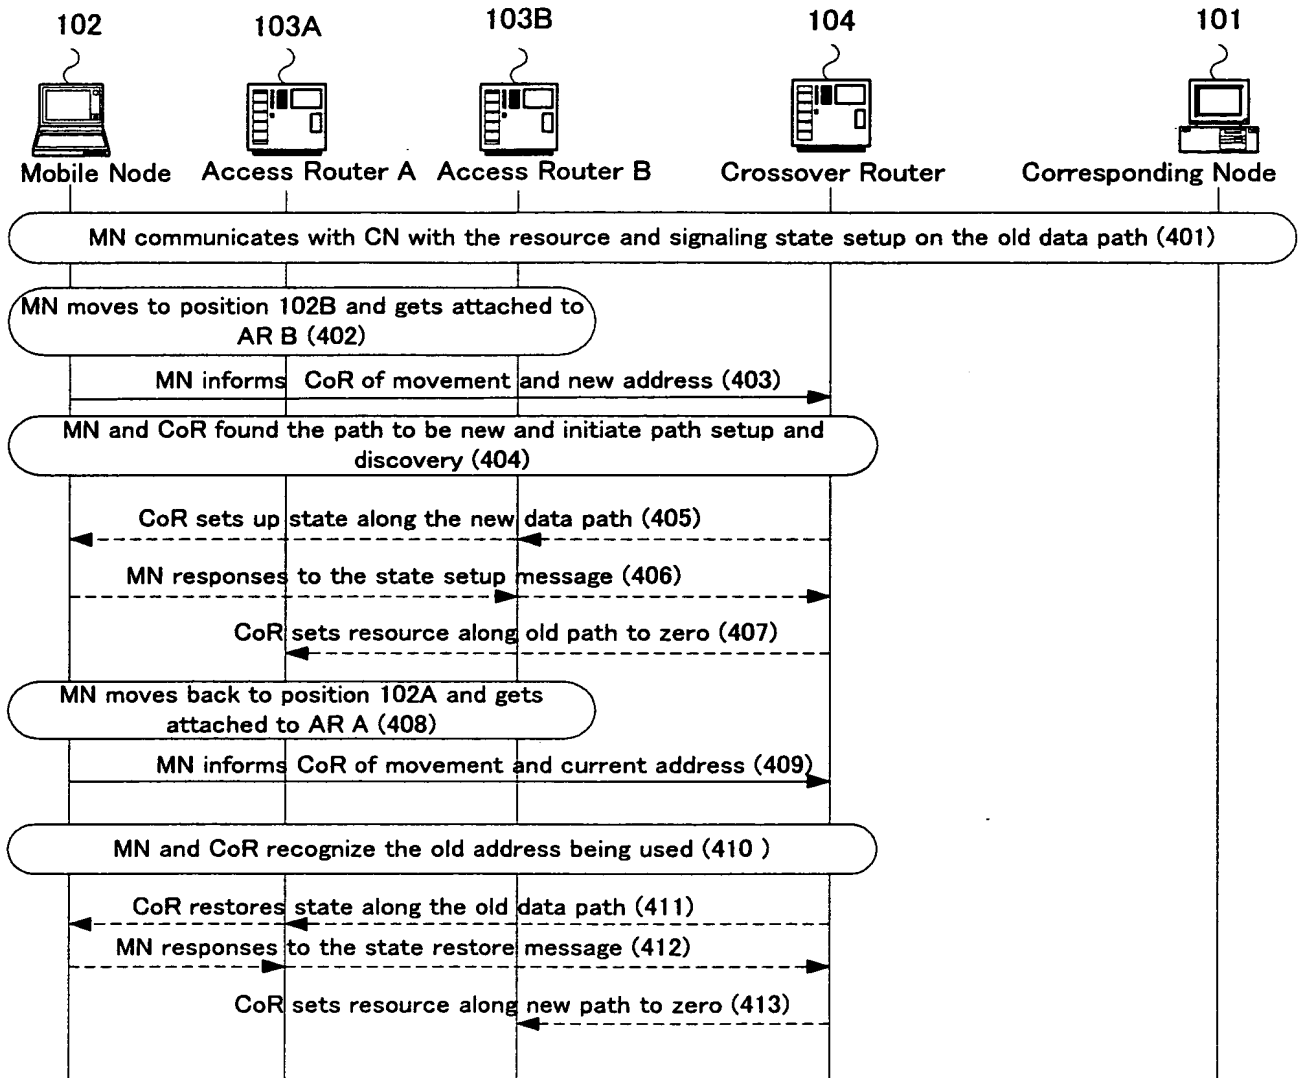 102
103A
103B
104
101
Mobile Node
Access Router A
Access Router B
Crossover Router
Corresponding Node
MN communicates with CN with the resource and signaling state setup on the old data path (401)
MN moves to position 102B and gets attached to
AR B (402)
MN informs CoR of movement and new address (403)
MN and CoR found the path to be new and initiate path setup and
discovery (404)
CoR sets up state along the new data path (405)
MN responses to the state setup message (406)
CoR sets resource along old path to zero (407)
MN moves back to position 102A and gets
attached to AR A (408)
MN informs CoR of movement and current address (409)
MN and CoR recognize the old address being used (410 )
CoR restores state along the old data path (411)
MN responses to the state restore message (412)
CoR sets resource along new path to zero (413)